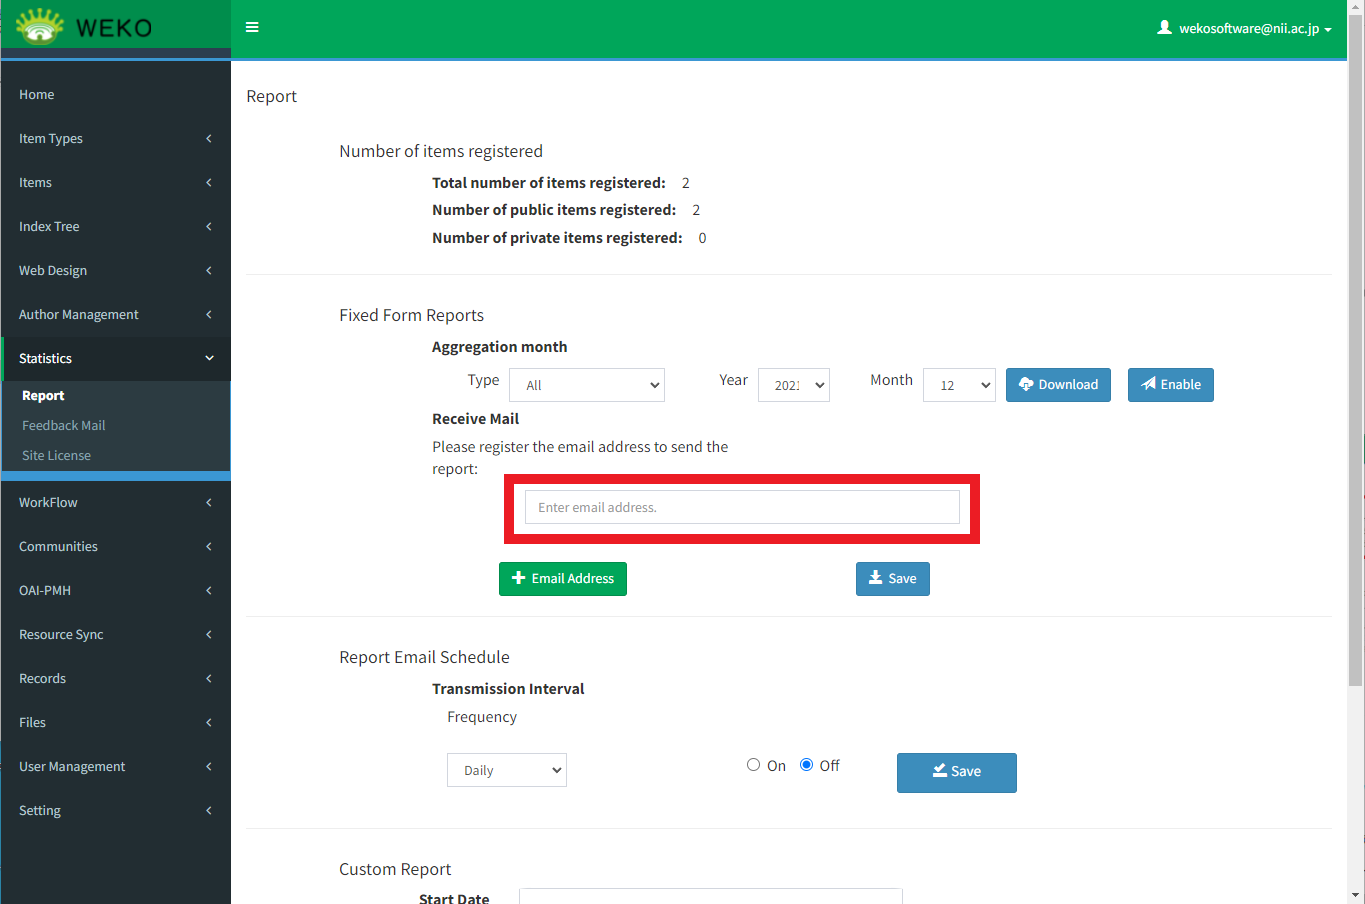 WEKO
wekosoftware@nii.ac.jp
Home
Item Types
Items
Index Tree
Web Design
Author Management
Statistics
Report
Feedback Mail
Site License
WorkFlow
Communities
OAI-PMH
Resource Sync
Records
Files
User Management
Setting
Report
Number of items registered
Total number of items registered: 2
Number of public items registered: 2
Number of private items registered: 0
Fixed Form Reports
Aggregation month
Type All Year 2021 Month 12 Download Enable
Receive Mail
Please register the email address to send the
report:
Enter email address.
Email Address Save
Report Email Schedule
Transmission Interval
Frequency
Daily On Off Save
Custom Report
Start Date